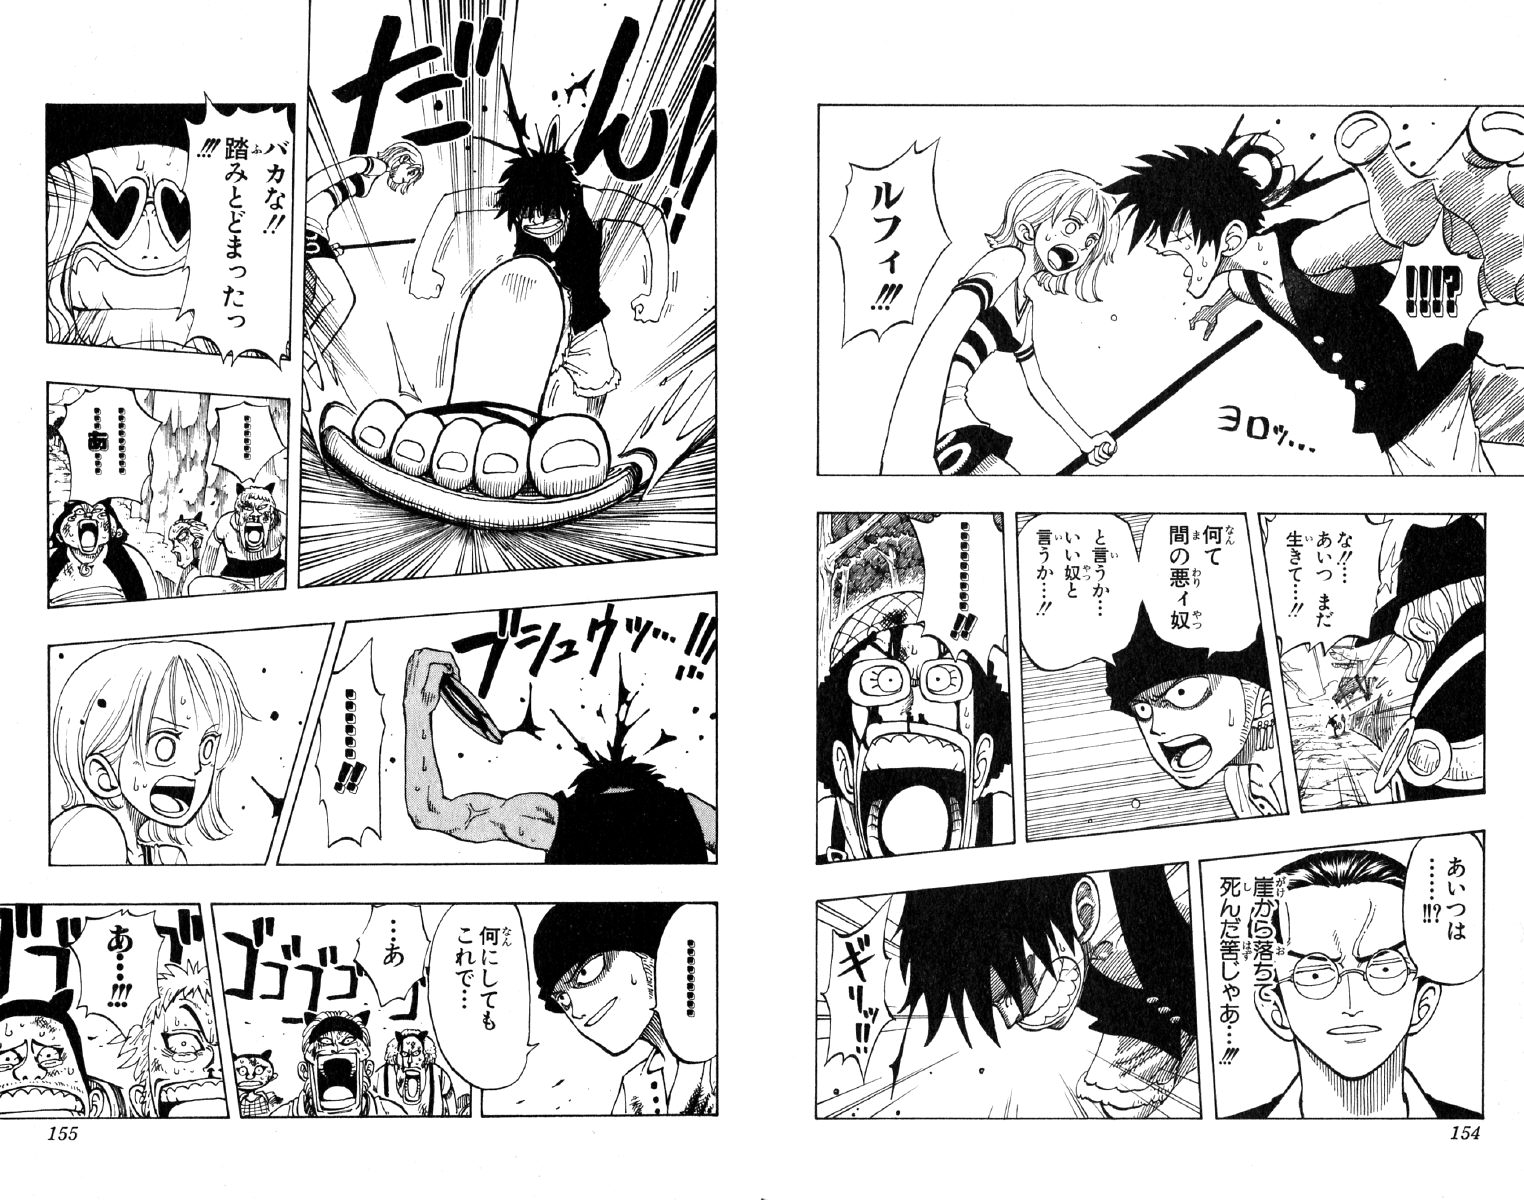 !!!!?
ルフィ!!!
ヨロッ…
な!!…
あいつ まだ
生きて…!!
何て
間の悪ィ奴
と言うか…
いい奴と
言うか…!!
…………!!
あいつは
……!!?
崖から落ちて
死んだ筈じゃあ…!!!
ギリッ!!
154
だん!!
バカな!!
踏みとどまったっ
!!!
……
………
…あ……
ブシュウッ…!!!
…………!!
…………
何にしても
これで…
…あ
ゴゴゴゴ
あ…!!!
ゴゴゴ
155